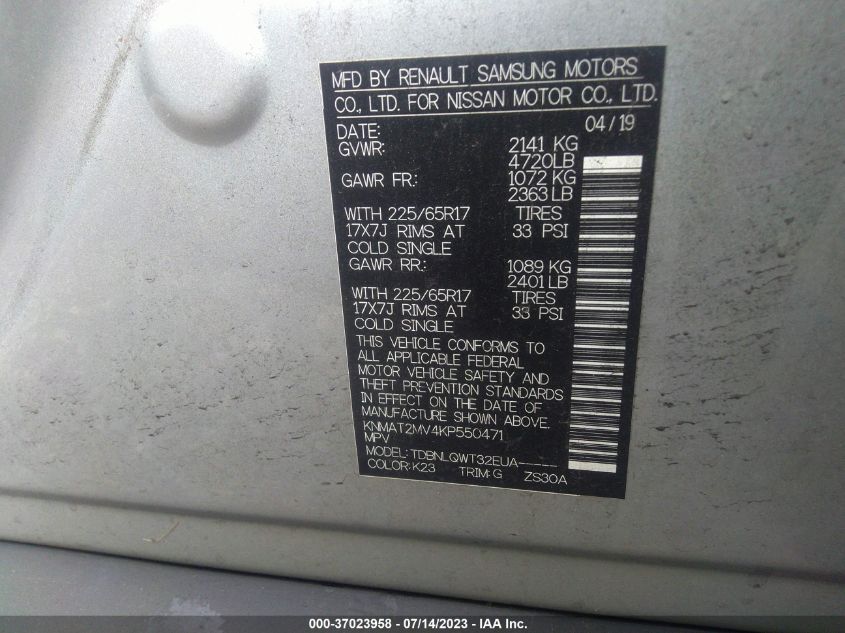 MFD BY RENAULT SAMSUNG MOTORS
CO., LTD. FOR NISSAN MOTOR CO., LTD.
DATE: 04/19
GVWR: 2141 KG
4720LB
GAWR FR.: 1072 KG
2363 LB
WITH 225/65R17 TIRES
17X7J RIMS AT 33 PSI
COLD SINGLE
GAWR RR.: 1089 KG
2401 LB
WITH 225/65R17 TIRES
17X7J RIMS AT 33 PSI
COLD SINGLE
THIS VEHICLE CONFORMS TO
ALL APPLICABLE FEDERAL
MOTOR VEHICLE SAFETY AND
THEFT PREVENTION STANDARDS
IN EFFECT ON THE DATE OF
MANUFACTURE SHOWN ABOVE.
KNMAT2MV4KP550471
MPV
MODEL: TDBNLQWT32EUA-----
COLOR: K23 TRIM: G ZS30A
000-37023958 - 07/14/2023 - IAA Inc.